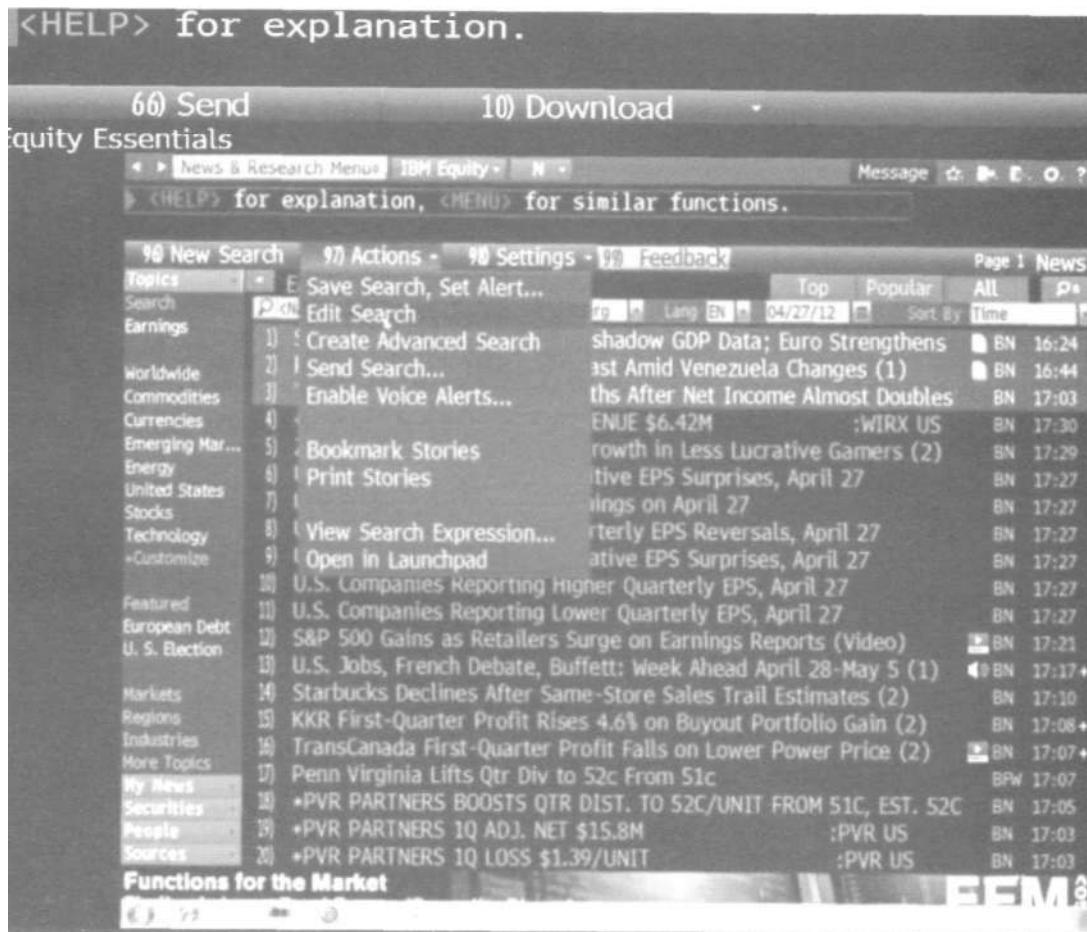 <HELP> for explanation.
66) Send 10) Download
Equity Essentials
News & Research Menus IBM Equity N Message
<HELP> for explanation, <MENU> for similar functions.
96) New Search 97) Actions 98) Settings 99) Feedback Page 1 News
Topics
Save Search, Set Alert...
Top Popular All
Search
Edit Search
Lang EN 04/27/12 Sort By Time
Earnings
1) Create Advanced Search shadow GDP Data; Euro Strengthens BN 16:24
Worldwide
2) Send Search... ast Amid Venezuela Changes (1) BN 16:44
Commodities
3) Enable Voice Alerts... ths After Net Income Almost Doubles BN 17:03
Currencies
4) ENUE $6.42M :WIRX US BN 17:30
Emerging Mar...
5) Bookmark Stories rowth in Less Lucrative Gamers (2) BN 17:29
Energy
6) Print Stories tive EPS Surprises, April 27 BN 17:27
United States
7) ings on April 27 BN 17:27
Stocks
8) View Search Expression... rterly EPS Reversals, April 27 BN 17:27
Technology
9) Open in Launchpad ative EPS Surprises, April 27 BN 17:27
+Customize
10) U.S. Companies Reporting Higher Quarterly EPS, April 27 BN 17:27
Featured
11) U.S. Companies Reporting Lower Quarterly EPS, April 27 BN 17:27
European Debt
12) S&P 500 Gains as Retailers Surge on Earnings Reports (Video) BN 17:21
U. S. Election
13) U.S. Jobs, French Debate, Buffett: Week Ahead April 28-May 5 (1) BN 17:17
Markets
14) Starbucks Declines After Same-Store Sales Trail Estimates (2) BN 17:10
Regions
15) KKR First-Quarter Profit Rises 4.6% on Buyout Portfolio Gain (2) BN 17:08
Industries
16) TransCanada First-Quarter Profit Falls on Lower Power Price (2) BN 17:07
More Topics
17) Penn Virginia Lifts Qtr Div to 52c From 51c BFW 17:07
My News
18) *PVR PARTNERS BOOSTS QTR DIST. TO 52C/UNIT FROM 51C, EST. 52C BN 17:05
Securities
People
19) *PVR PARTNERS 1Q ADJ. NET $15.8M :PVR US BN 17:03
Sources
20) *PVR PARTNERS 1Q LOSS $1.39/UNIT :PVR US BN 17:03
Functions for the Market